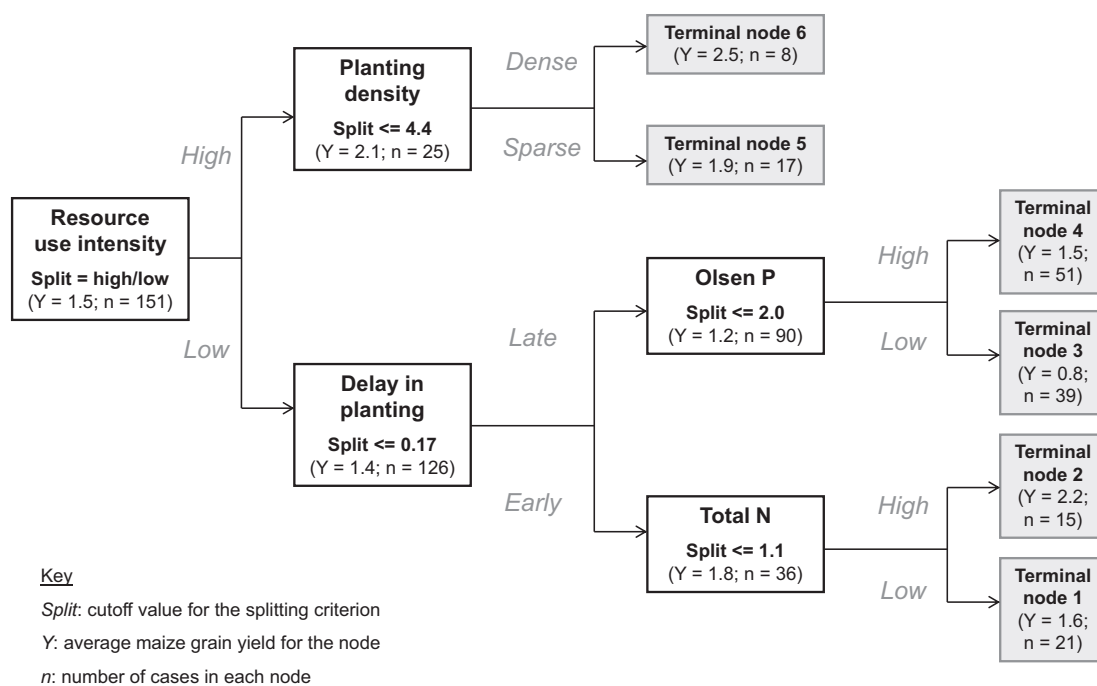 Resource
use intensity
Split = high/low
(Y = 1.5; n = 151)
High
Low
Planting
density
Split <= 4.4
(Y = 2.1; n = 25)
Dense
Sparse
Terminal node 6
(Y = 2.5; n = 8)
Terminal node 5
(Y = 1.9; n = 17)
Delay in
planting
Split <= 0.17
(Y = 1.4; n = 126)
Late
Early
Olsen P
Split <= 2.0
(Y = 1.2; n = 90)
High
Low
Terminal
node 4
(Y = 1.5;
n = 51)
Terminal
node 3
(Y = 0.8;
n = 39)
Total N
Split <= 1.1
(Y = 1.8; n = 36)
High
Low
Terminal
node 2
(Y = 2.2;
n = 15)
Terminal
node 1
(Y = 1.6;
n = 21)
Key
Split: cutoff value for the splitting criterion
Y: average maize grain yield for the node
n: number of cases in each node